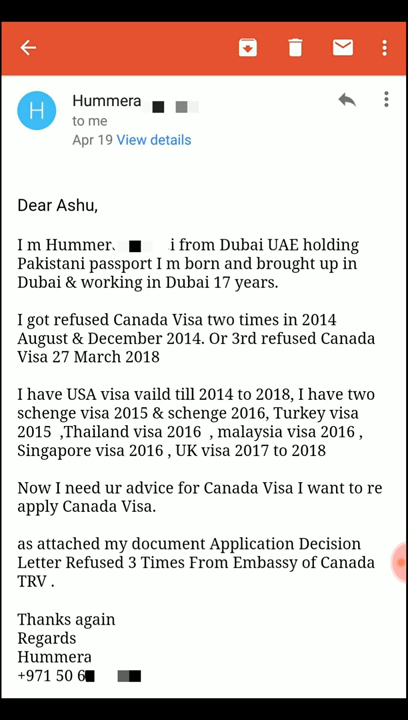 H
Hummera
to me
Apr 19 View details
Dear Ashu,
I m Hummer. i from Dubai UAE holding
Pakistani passport I m born and brought up in
Dubai & working in Dubai 17 years.
I got refused Canada Visa two times in 2014
August & December 2014. Or 3rd refused Canada
Visa 27 March 2018
I have USA visa vaild till 2014 to 2018, I have two
schenge visa 2015 & schenge 2016, Turkey visa
2015 ,Thailand visa 2016 , malaysia visa 2016 ,
Singapore visa 2016 , UK visa 2017 to 2018
Now I need ur advice for Canada Visa I want to re
apply Canada Visa.
as attached my document Application Decision
Letter Refused 3 Times From Embassy of Canada
TRV .
Thanks again
Regards
Hummera
+971 50 6